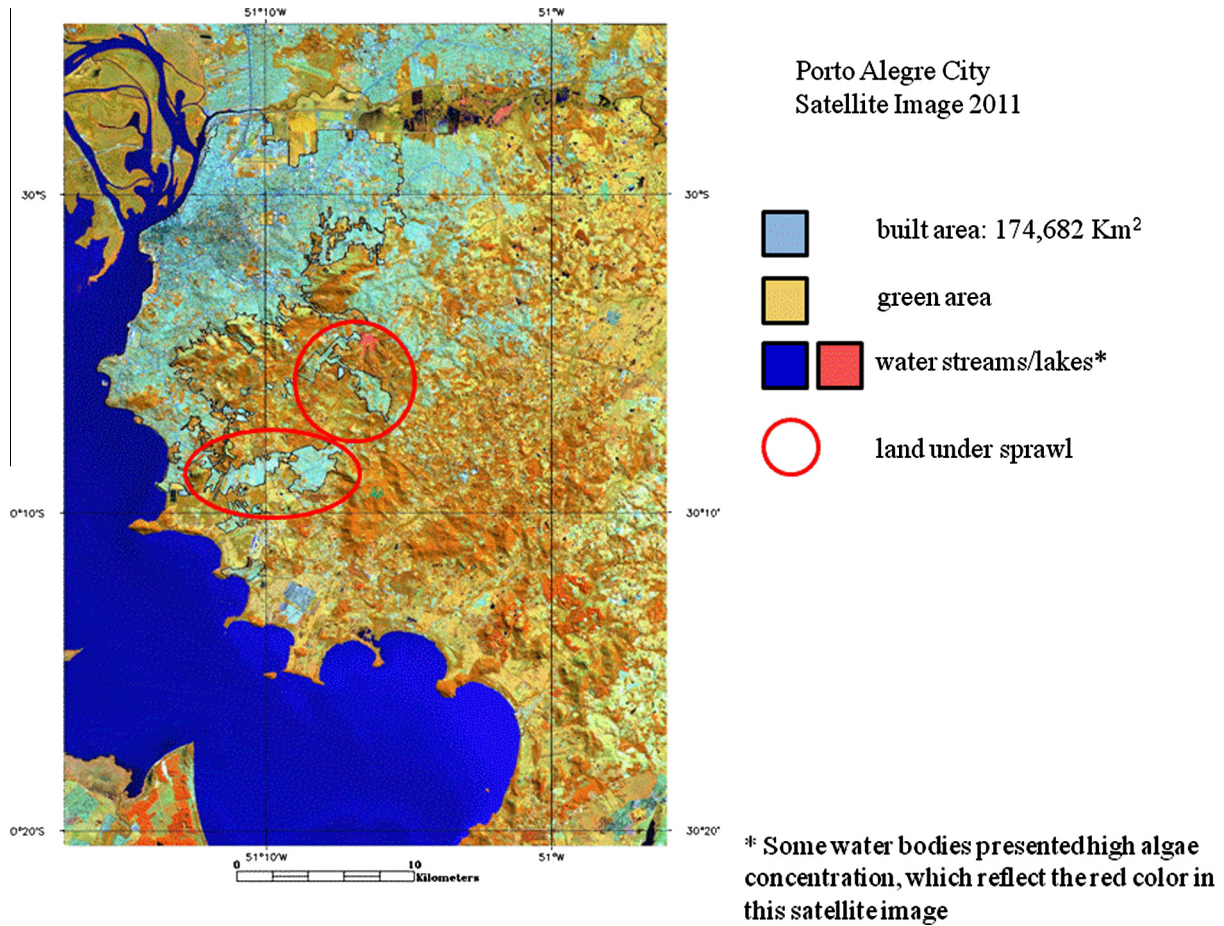 51°10'W 51°W
Porto Alegre City
Satellite Image 2011
30°S 30°S
built area: 174,682 Km²
green area
water streams/lakes*
land under sprawl
0°10'S 30°10'
0°20'S 30°20'
51°10'W 51°W
0 10
Kilometers
* Some water bodies presented high algae
concentration, which reflect the red color in
this satellite image